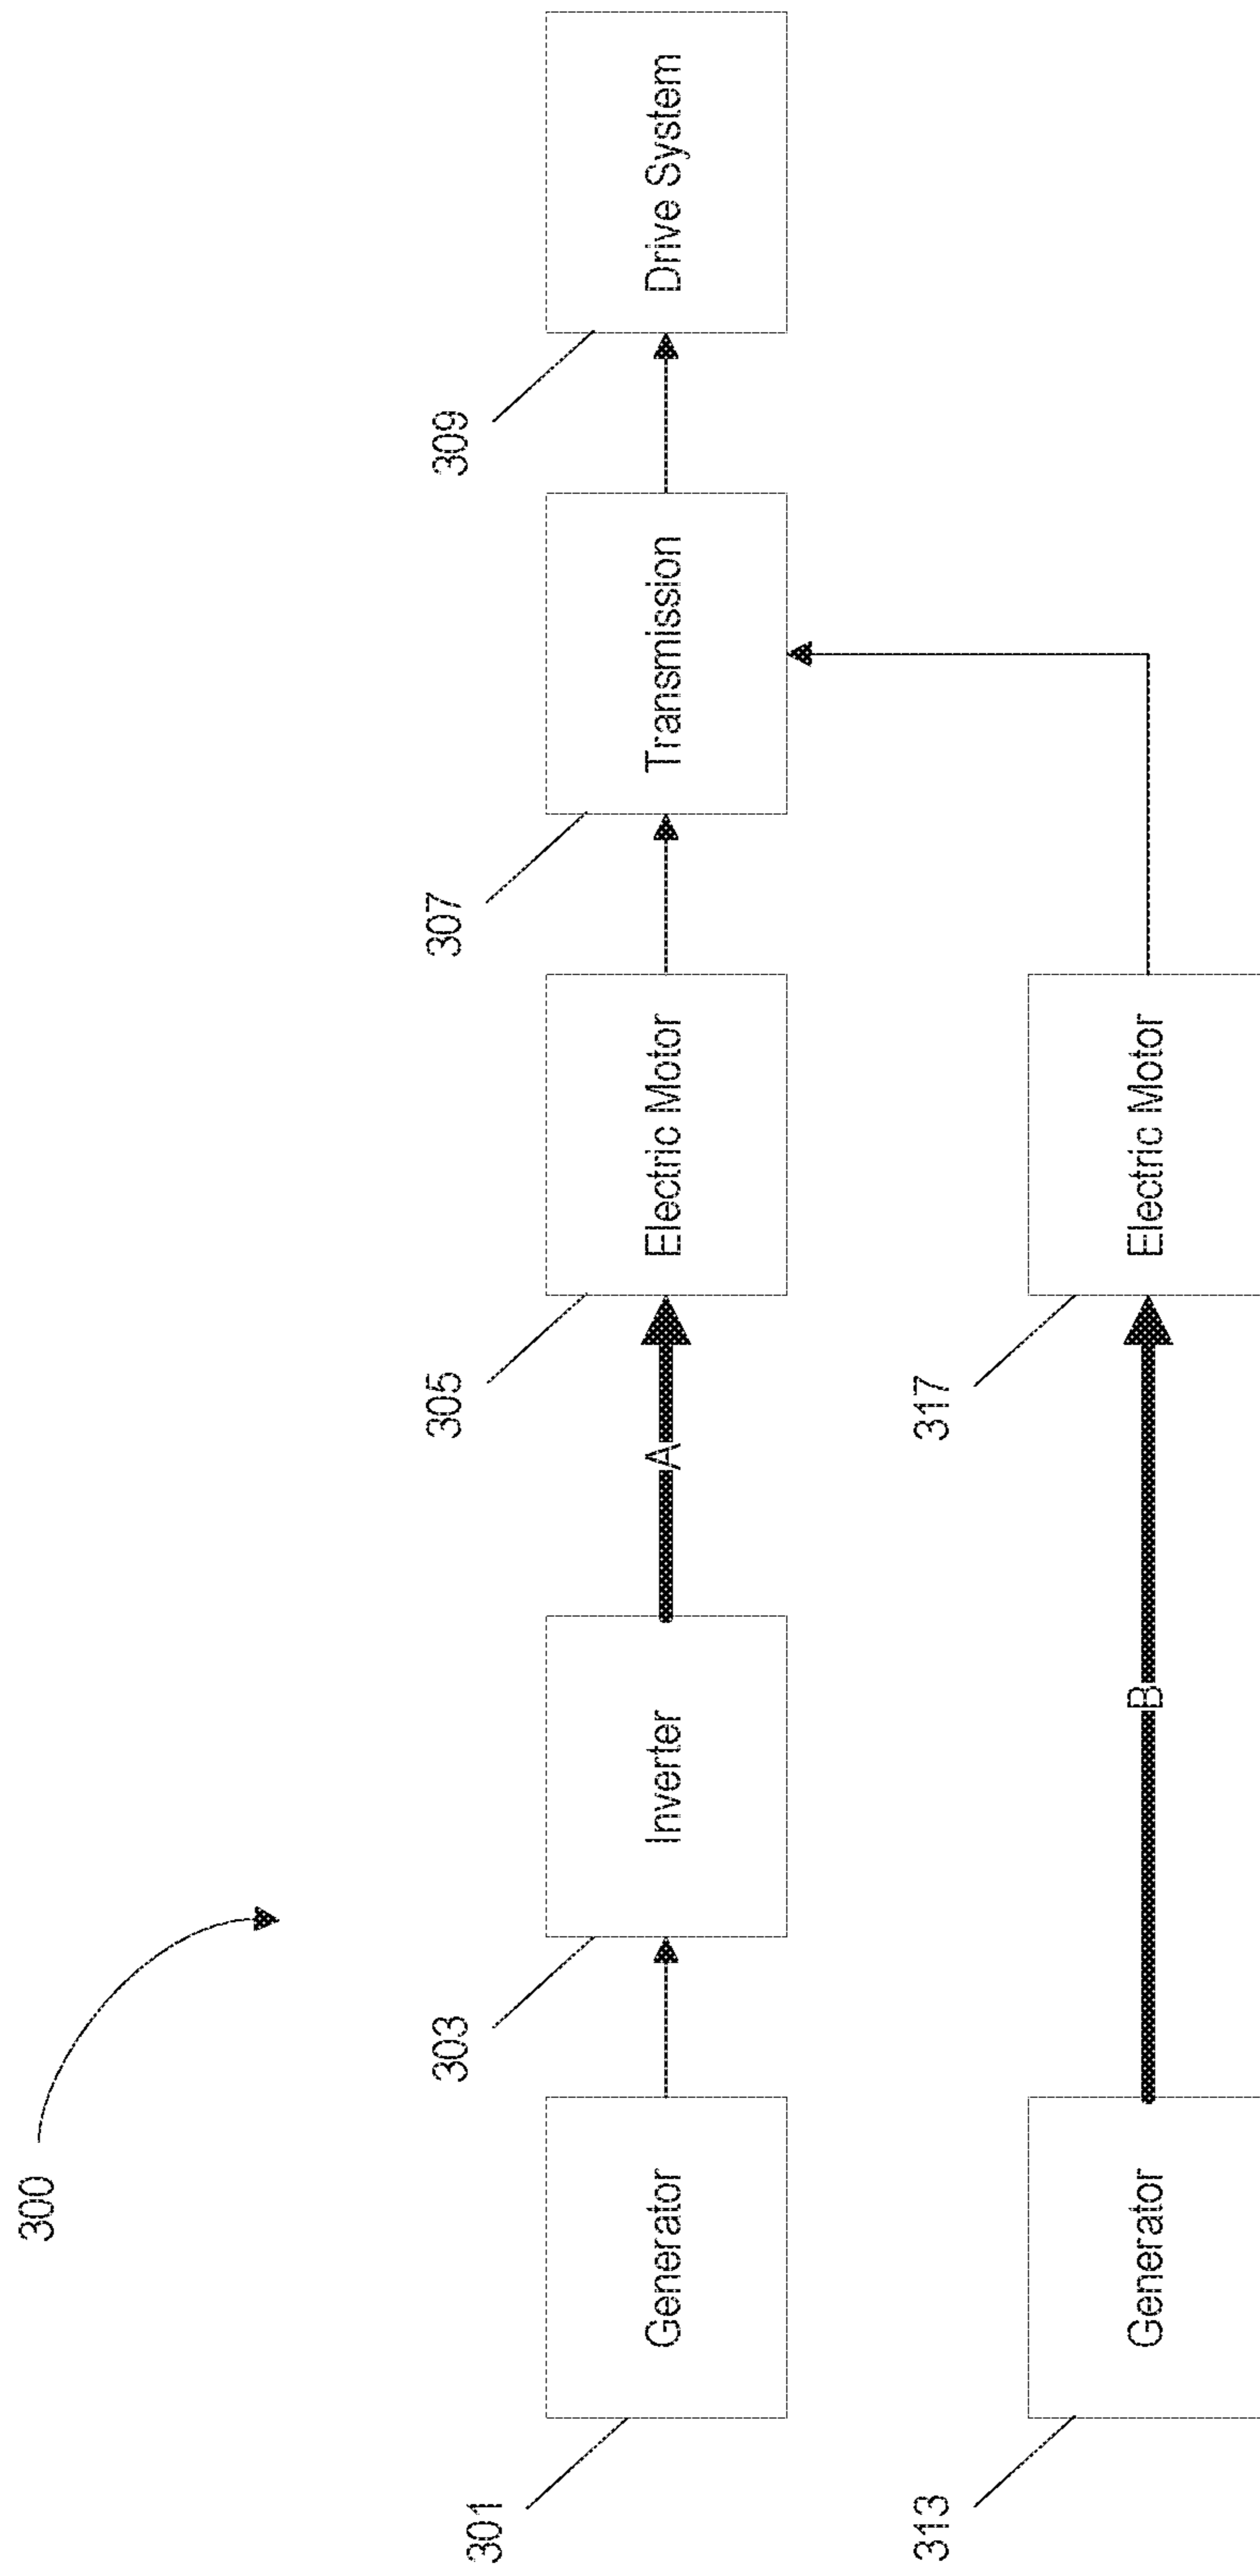 300
301
303
305
307
309
Generator
Inverter
A
Electric Motor
Transmission
Drive System
313
317
Generator
B
Electric Motor